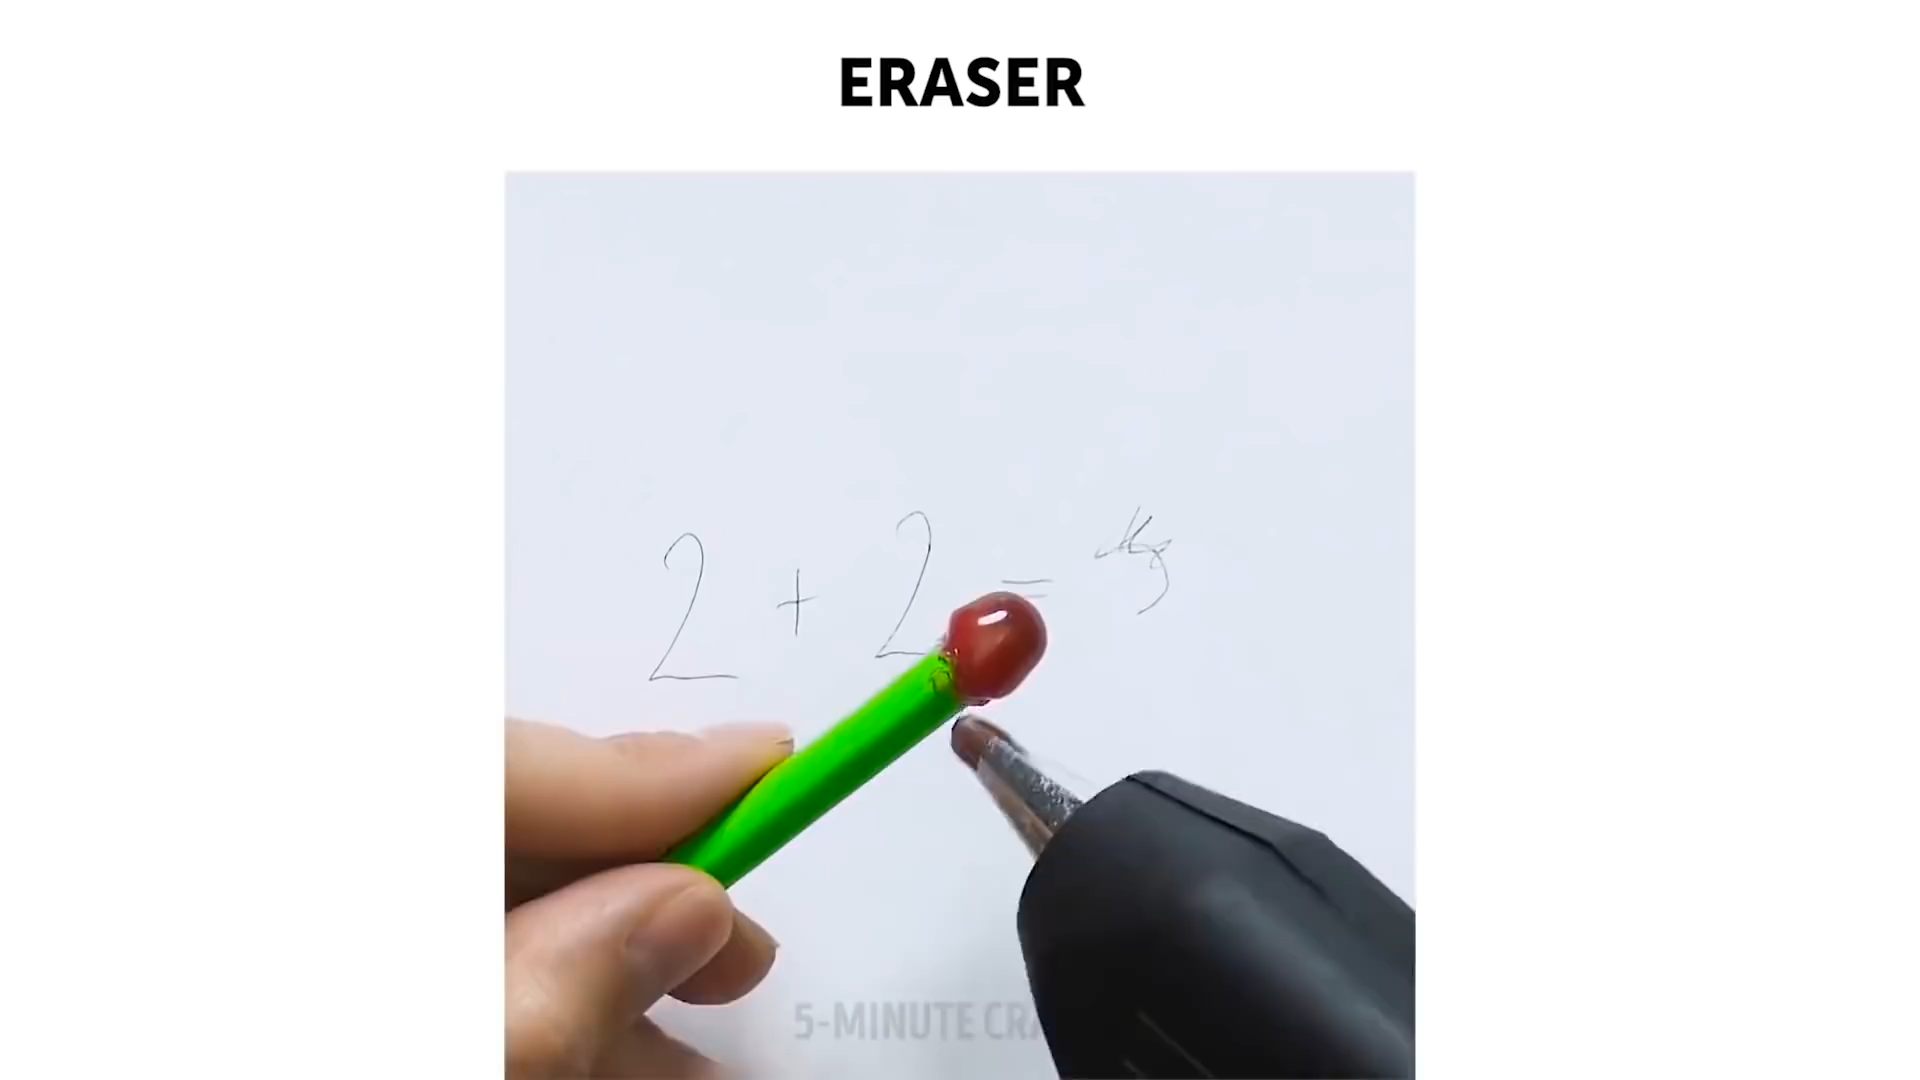 ERASER
2 + 2 =
5-MINUTE CRA